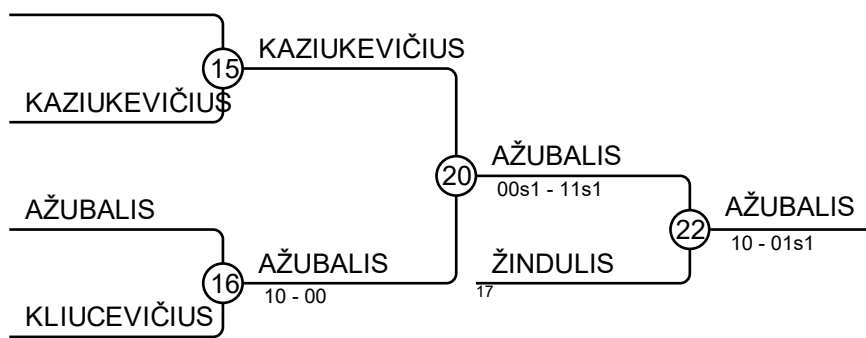 15
KAZIUKEVIČIUS
KAZIUKEVIČIUS
AŽUBALIS
20
AŽUBALIS
00s1 - 11s1
AŽUBALIS
22
AŽUBALIS
10 - 01s1
16
AŽUBALIS
10 - 00
ŽINDULIS
17
KLIUCEVIČIUS